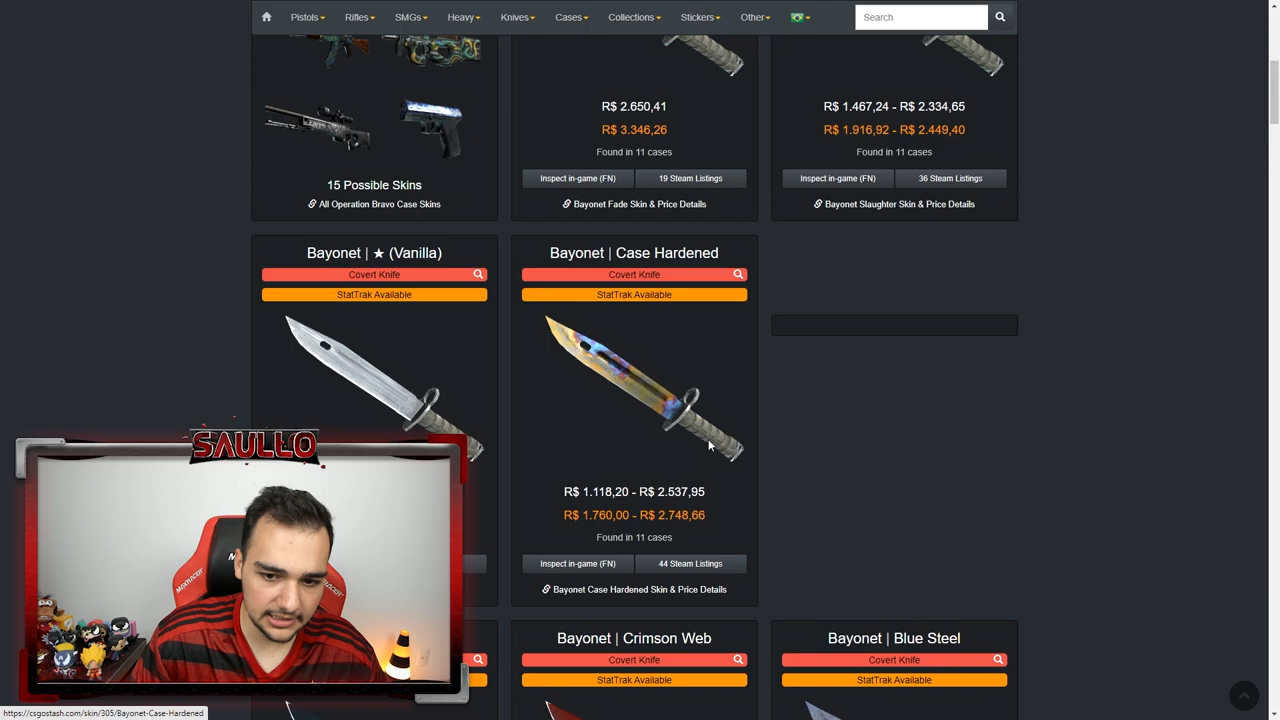 Pistols Rifles SMGs Heavy Knives Cases Collections Stickers Other Search
15 Possible Skins
All Operation Bravo Case Skins
R$ 2.650,41
R$ 3.346,26
Found in 11 cases
Inspect in-game (FN) 19 Steam Listings
Bayonet Fade Skin & Price Details
R$ 1.467,24 - R$ 2.334,65
R$ 1.916,92 - R$ 2.449,40
Found in 11 cases
Inspect in-game (FN) 36 Steam Listings
Bayonet Slaughter Skin & Price Details
Bayonet | ★ (Vanilla)
Covert Knife
StatTrak Available
Bayonet | Case Hardened
Covert Knife
StatTrak Available
R$ 1.118,20 - R$ 2.537,95
R$ 1.760,00 - R$ 2.748,66
Found in 11 cases
Inspect in-game (FN) 44 Steam Listings
Bayonet Case Hardened Skin & Price Details
Bayonet | Crimson Web
Covert Knife
StatTrak Available
Bayonet | Blue Steel
Covert Knife
StatTrak Available
SAULLO
https://csgostash.com/skin/305/Bayonet-Case-Hardened